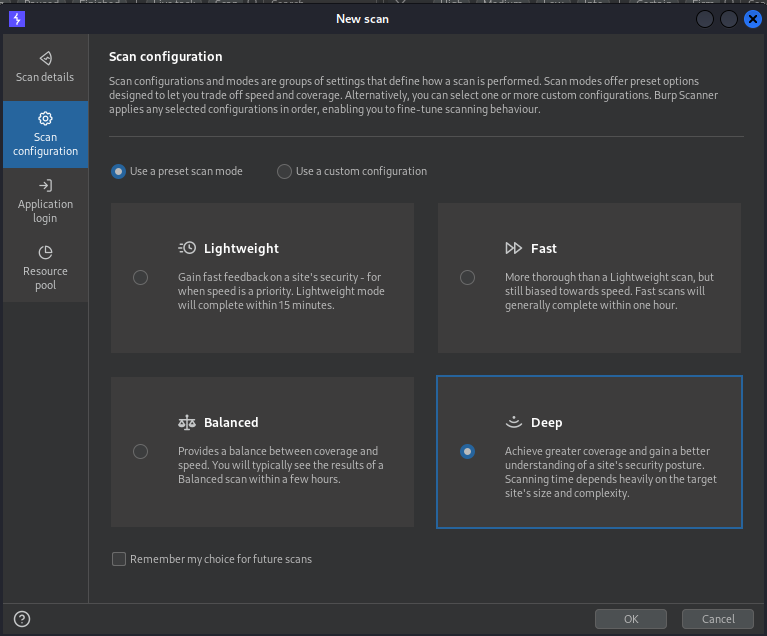 New scan
Scan details
Scan
configuration
Application
login
Resource
pool
Scan configuration
Scan configurations and modes are groups of settings that define how a scan is performed. Scan modes offer preset options
designed to let you trade off speed and coverage. Alternatively, you can select one or more custom configurations. Burp Scanner
applies any selected configurations in order, enabling you to fine-tune scanning behaviour.
Use a preset scan mode
Use a custom configuration
Lightweight
Gain fast feedback on a site's security - for
when speed is a priority. Lightweight mode
will complete within 15 minutes.
Fast
More thorough than a Lightweight scan, but
still biased towards speed. Fast scans will
generally complete within one hour.
Balanced
Provides a balance between coverage and
speed. You will typically see the results of a
Balanced scan within a few hours.
Deep
Achieve greater coverage and gain a better
understanding of a site's security posture.
Scanning time depends heavily on the target
site's size and complexity.
Remember my choice for future scans
?
OK
Cancel